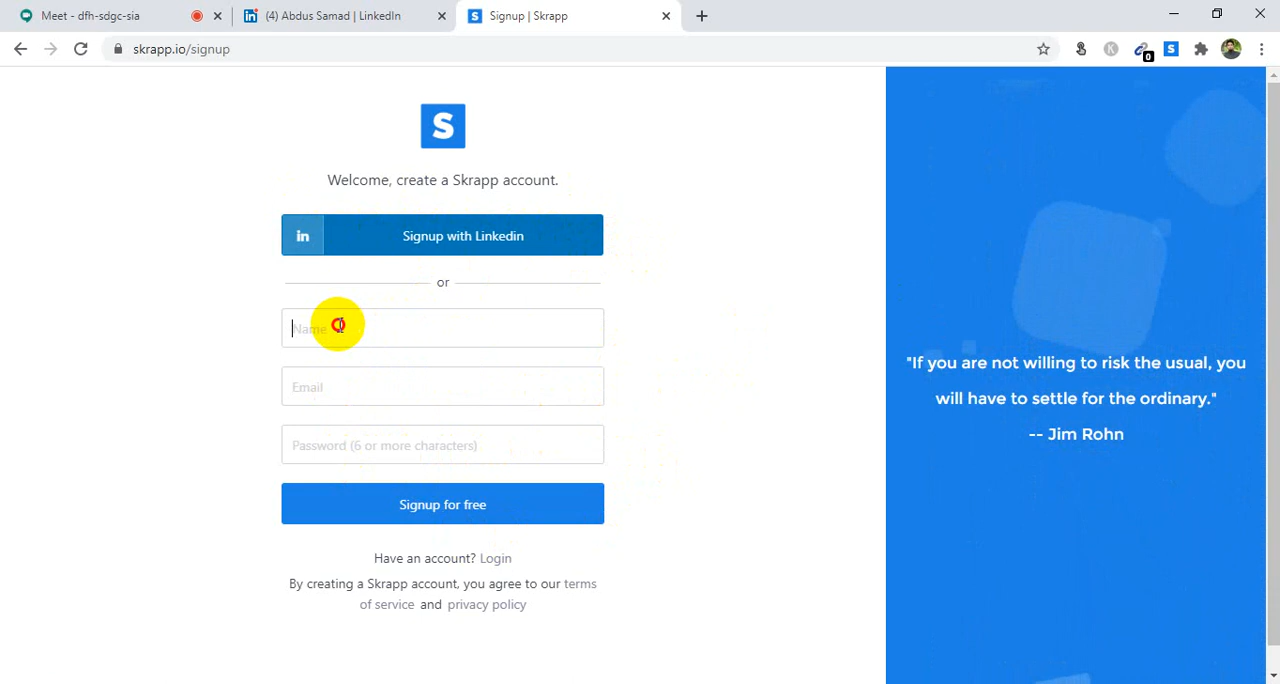 Meet - dfh-sdgc-sia
(4) Abdus Samad | LinkedIn
Signup | Skrapp
skrapp.io/signup
K
0
S
S
Welcome, create a Skrapp account.
in Signup with Linkedin
or
Name
Email
Password (6 or more characters)
Signup for free
Have an account? Login
By creating a Skrapp account, you agree to our terms
of service and privacy policy
"If you are not willing to risk the usual, you
will have to settle for the ordinary."
-- Jim Rohn